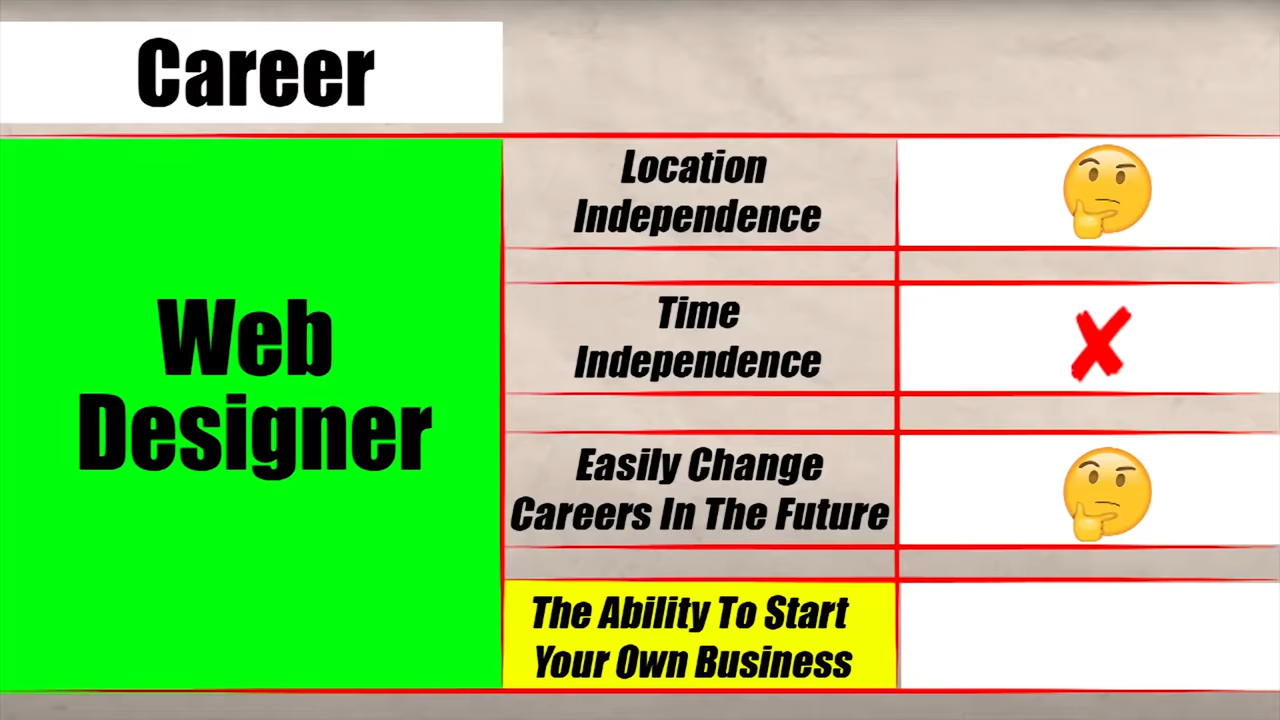 Career
Web
Designer
Location
Independence
Time
Independence
Easily Change
Careers In The Future
The Ability To Start
Your Own Business